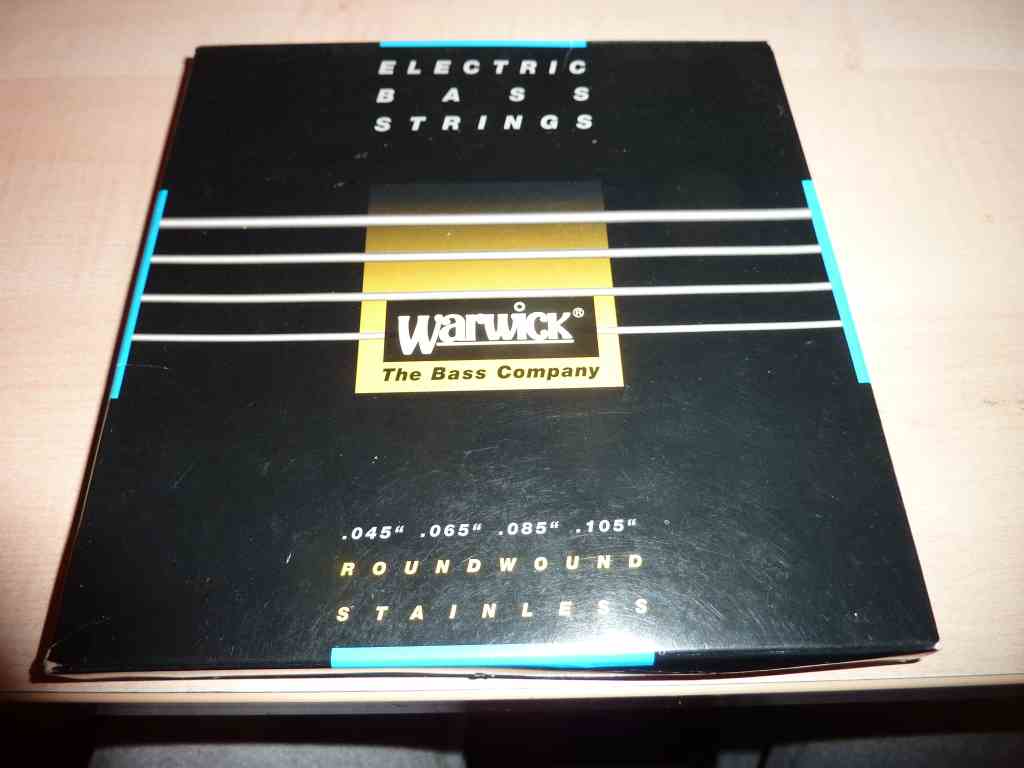 ELECTRIC
BASS
STRINGS
Warwick®
The Bass Company
.045“ .065“ .085“ .105“
ROUNDWOUND
STAINLESS